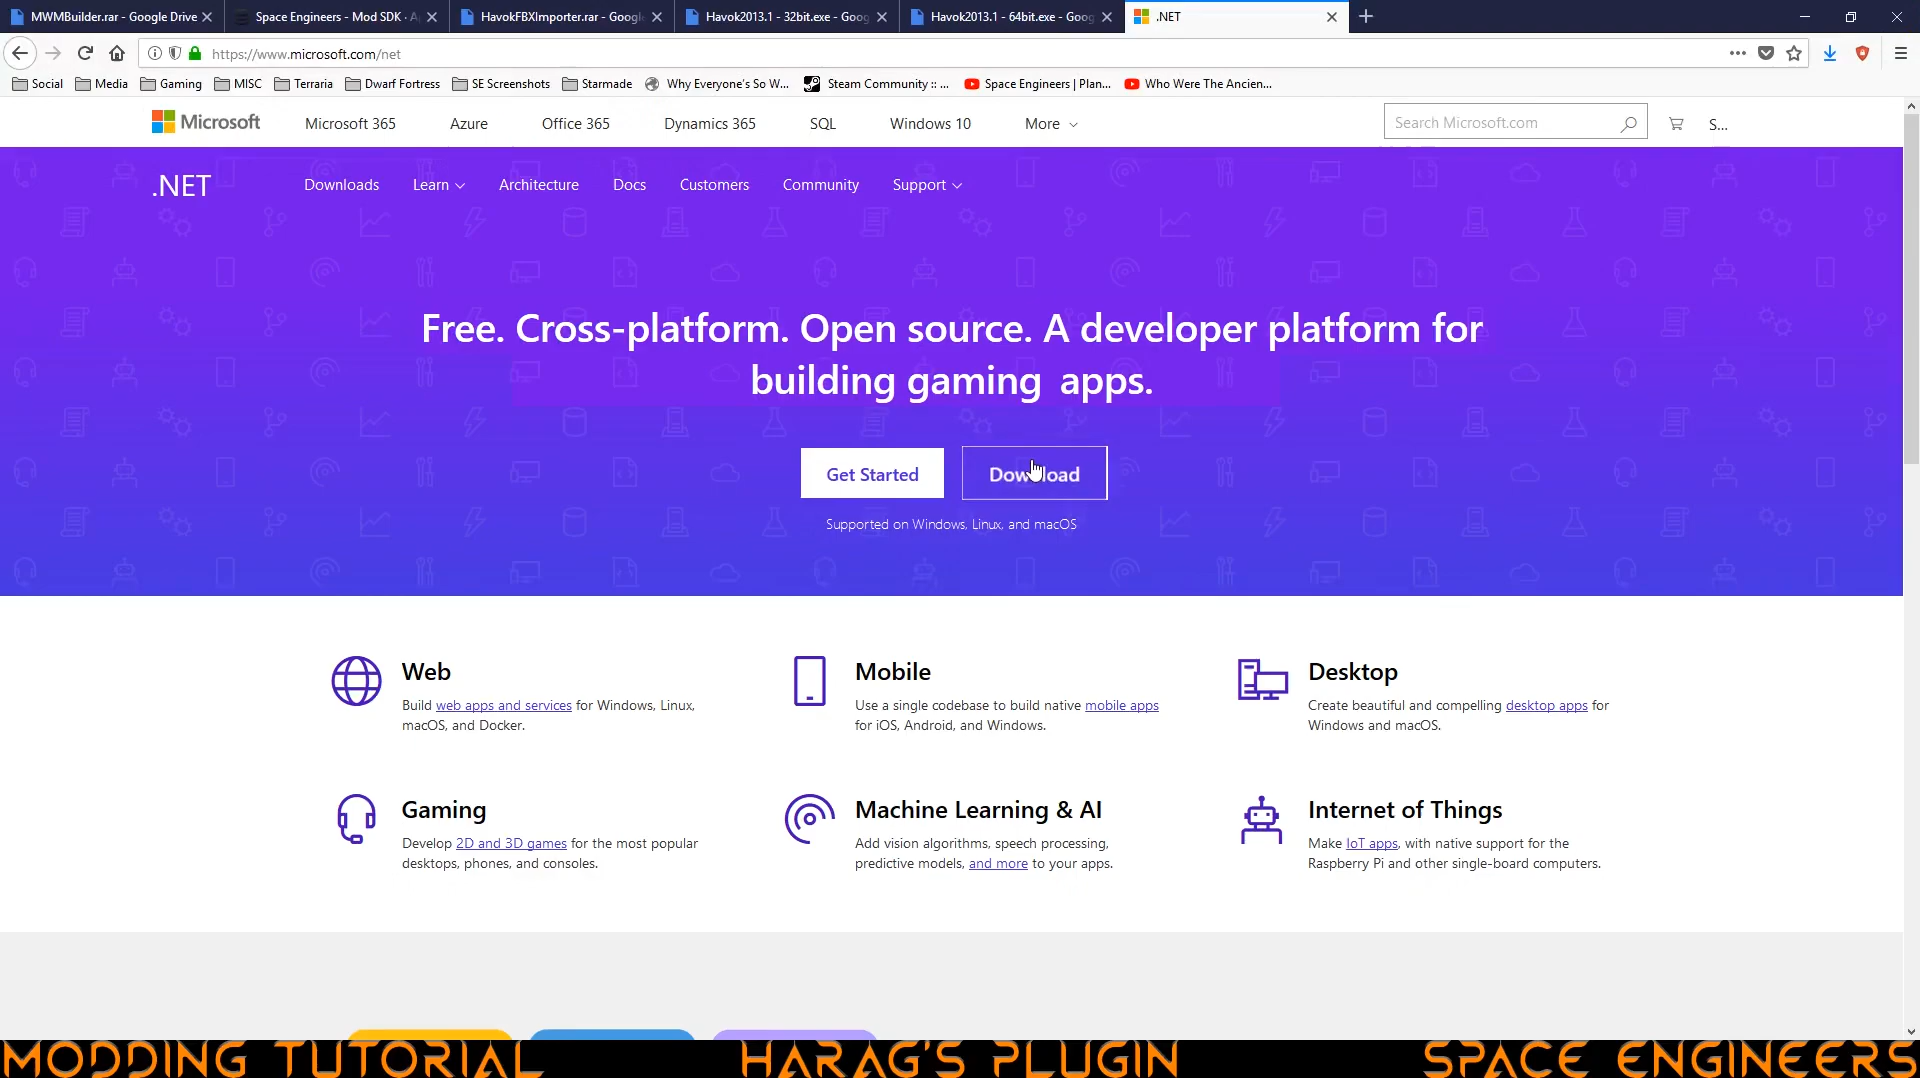 MWMBuilder.rar - Google Drive
Space Engineers - Mod SDK
HavokFBXImporter.rar - Google
Havok2013.1 - 32bit.exe - Goog
Havok2013.1 - 64bit.exe - Goog
.NET
https://www.microsoft.com/net
Social
Media
Gaming
MISC
Terraria
Dwarf Fortress
SE Screenshots
Starmade
Why Everyone's So W...
Steam Community :: ...
Space Engineers | Plan...
Who Were The Ancien...
Microsoft
Microsoft 365
Azure
Office 365
Dynamics 365
SQL
Windows 10
More
Search Microsoft.com
S...
.NET
Downloads
Learn
Architecture
Docs
Customers
Community
Support
Free. Cross-platform. Open source. A developer platform for
building gaming apps.
Get Started
Download
Supported on Windows, Linux, and macOS
Web
Build web apps and services for Windows, Linux,
macOS, and Docker.
Mobile
Use a single codebase to build native mobile apps
for iOS, Android, and Windows.
Desktop
Create beautiful and compelling desktop apps for
Windows and macOS.
Gaming
Develop 2D and 3D games for the most popular
desktops, phones, and consoles.
Machine Learning & AI
Add vision algorithms, speech processing,
predictive models, and more to your apps.
Internet of Things
Make IoT apps, with native support for the
Raspberry Pi and other single-board computers.
MODDING TUTORIAL
HARAG'S PLUGIN
SPACE ENGINEERS